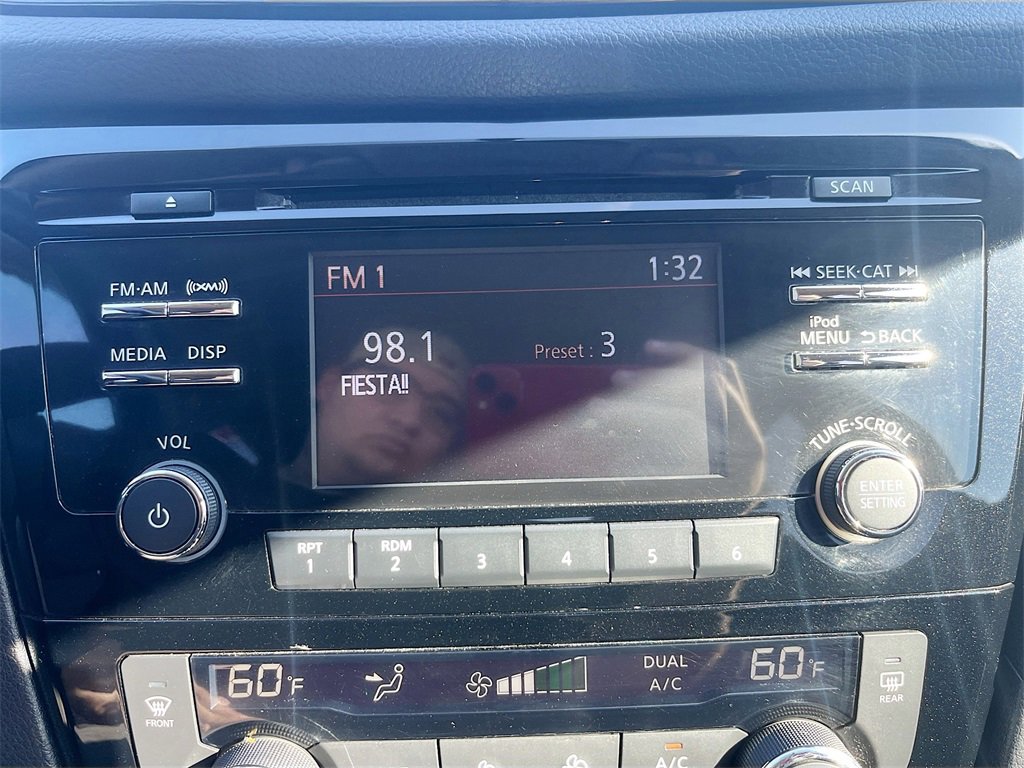 SCAN
FM·AM
((XM))
FM 1
1:32
SEEK·CAT
iPod
MENU
BACK
MEDIA
DISP
98.1
Preset : 3
FIESTA!!
VOL
TUNE·SCROLL
ENTER
SETTING
RPT
1
RDM
2
3
4
5
6
60°F
DUAL
A/C
60°F
FRONT
REAR
A/C